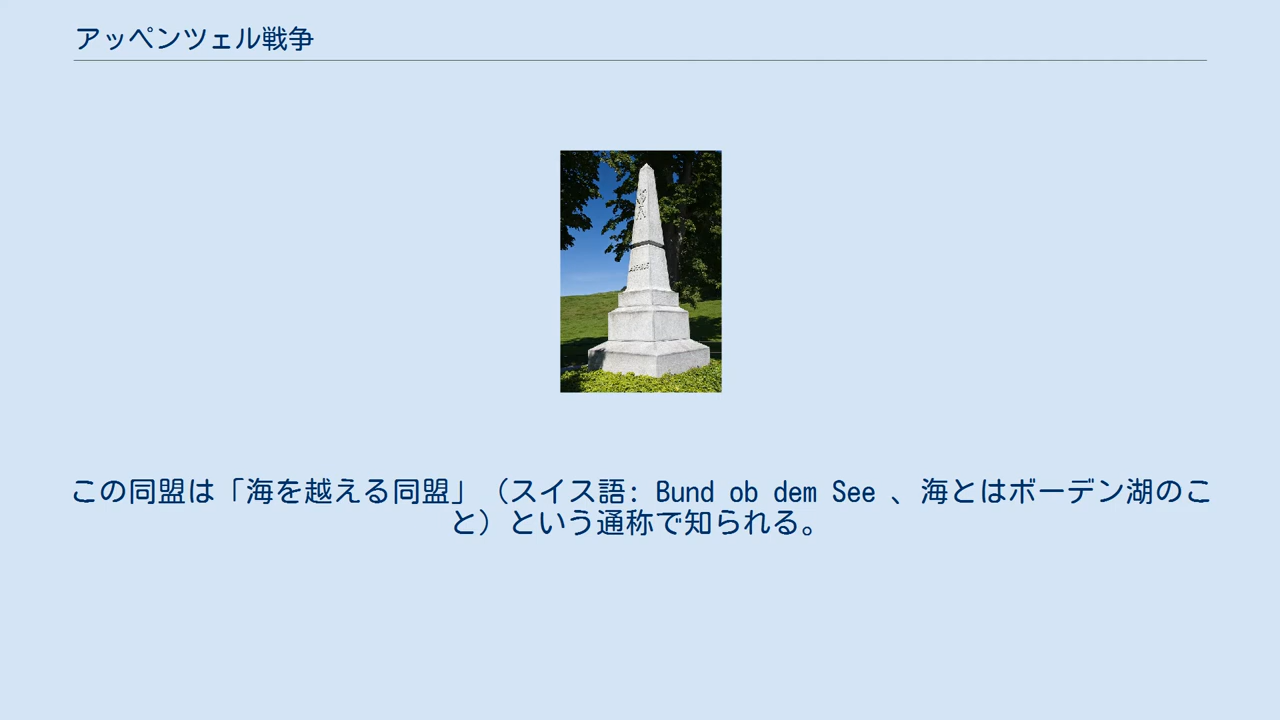 アッペンツェル戦争
この同盟は「海を越える同盟」（スイス語: Bund ob dem See 、海とはボーデン湖のこ
と）という通称で知られる。